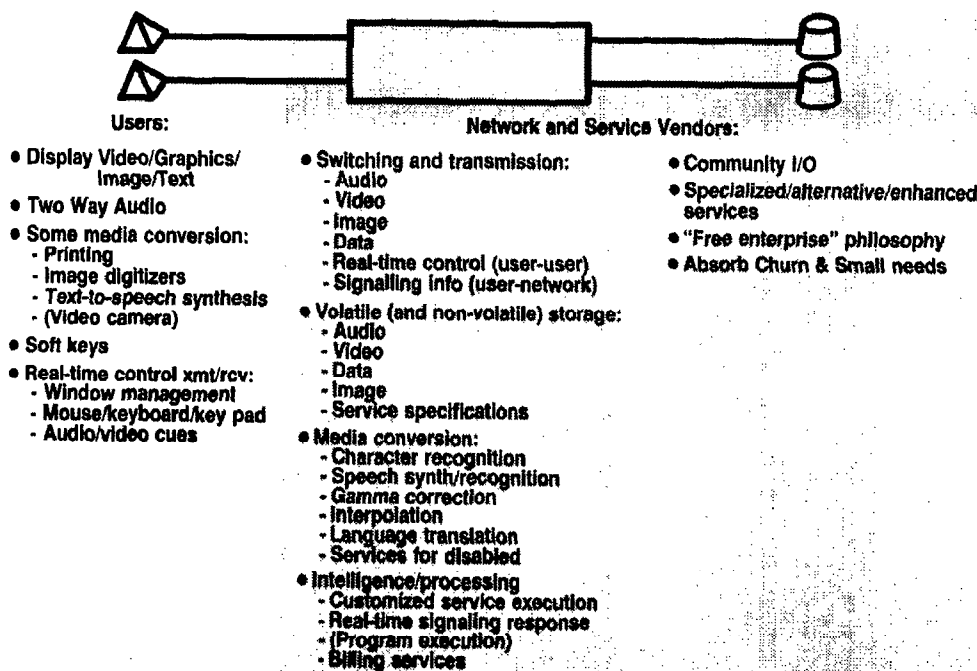 Users:
● Display Video/Graphics/
Image/Text
● Two Way Audio
● Some media conversion:
- Printing
- Image digitizers
- Text-to-speech synthesis
- (Video camera)
● Soft keys
● Real-time control xmt/rcv:
- Window management
- Mouse/keyboard/key pad
- Audio/video cues
Network and Service Vendors:
● Switching and transmission:
- Audio
- Video
- Image
- Data
- Real-time control (user-user)
- Signalling info (user-network)
● Volatile (and non-volatile) storage:
- Audio
- Video
- Data
- Image
- Service specifications
● Media conversion:
- Character recognition
- Speech synth/recognition
- Gamma correction
- Interpolation
- Language translation
- Services for disabled
● Intelligence/processing
- Customized service execution
- Real-time signaling response
- (Program execution)
- Billing services
● Community I/O
● Specialized/alternative/enhanced
services
● "Free enterprise" philosophy
● Absorb Churn & Small needs